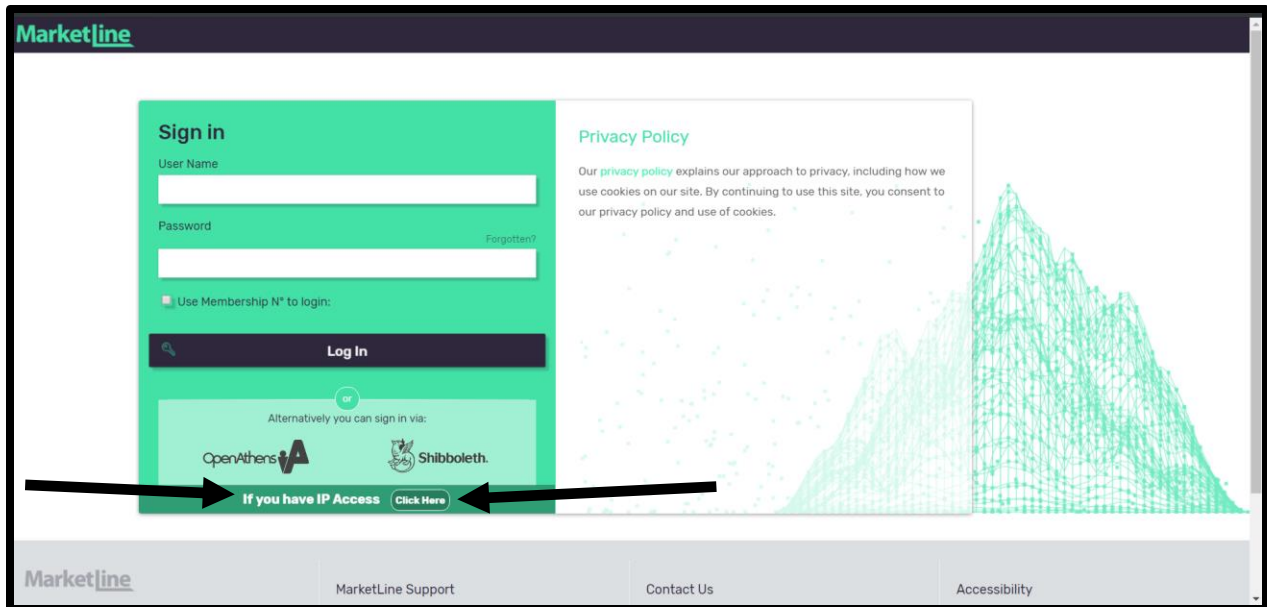 MarketLine
Sign in
User Name
Password
Forgotten?
Use Membership N° to login:
Log In
or
Alternatively you can sign in via:
OpenAthens
Shibboleth.
If you have IP Access Click Here
Privacy Policy
Our privacy policy explains our approach to privacy, including how we
use cookies on our site. By continuing to use this site, you consent to
our privacy policy and use of cookies.
MarketLine
MarketLine Support
Contact Us
Accessibility